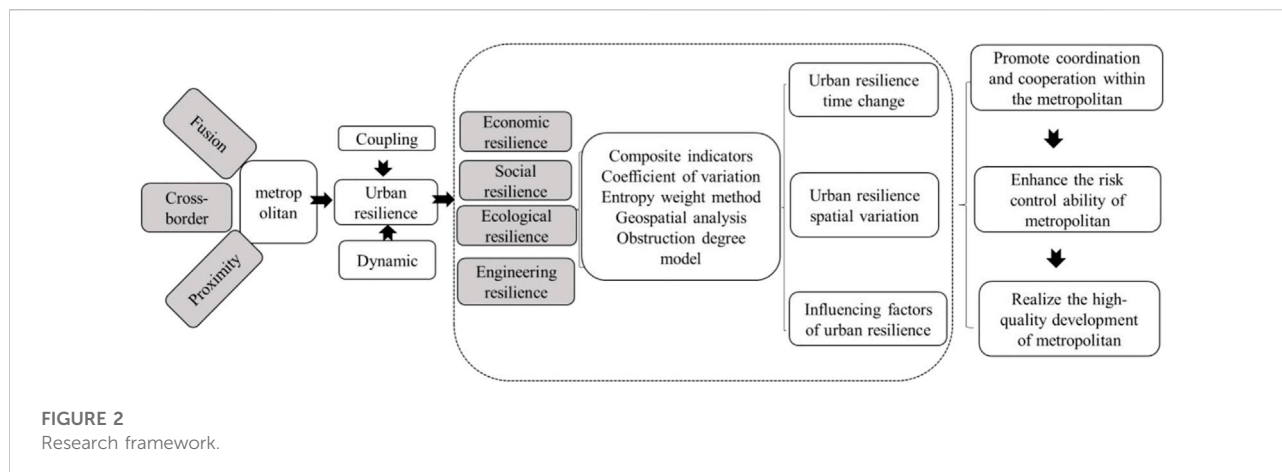 Fusion
Cross-
border
Proximity
metrop
olitan
Coupling
Urban
resilience
Dynamic
Economic
resilience
Social
resilience
Ecological
resilience
Engineering
resilience
Composite indicators
Coefficient of variation
Entropy weight method
Geospatial analysis
Obstruction degree
model
Urban resilience
time change
Urban resilience
spatial variation
Influencing factors
of urban resilience
Promote coordination
and cooperation within
the metropolitan
Enhance the risk
control ability of
metropolitan
Realize the high-
quality development
of metropolitan
FIGURE 2
Research framework.